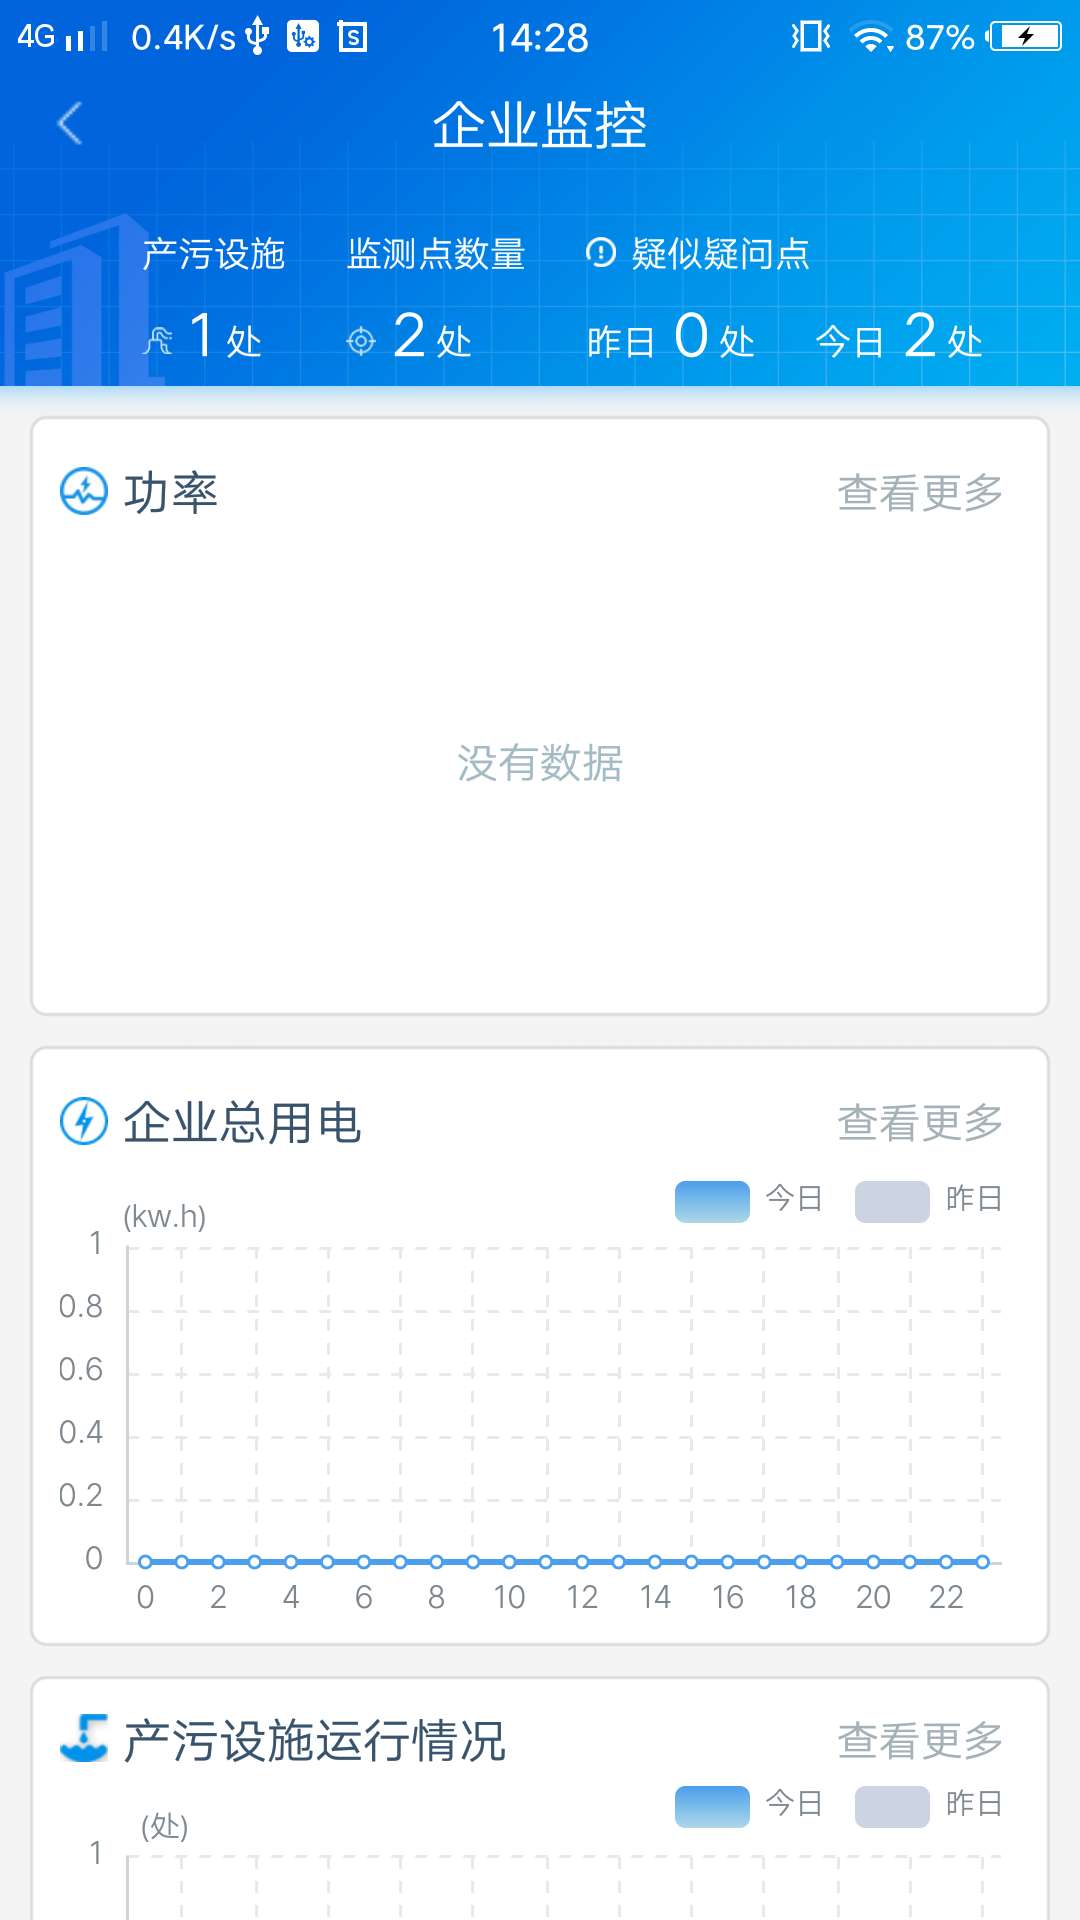 4G 0.4K/s S 14:28 87%
企业监控
产污设施 监测点数量 疑似疑问点
1 处 2 处 昨日 0 处 今日 2 处
功率 查看更多
没有数据
企业总用电 查看更多
今日 昨日
(kw.h)
1
0.8
0.6
0.4
0.2
0
0 2 4 6 8 10 12 14 16 18 20 22
产污设施运行情况 查看更多
今日 昨日
(处)
1